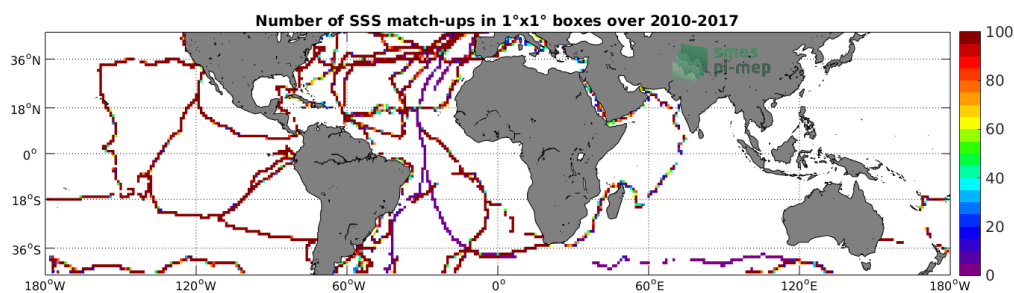 Number of SSS match-ups in 1°x1° boxes over 2010-2017
smos
pi-mep
36°N
18°N
0°
18°S
36°S
180°W 120°W 60°W 0° 60°E 120°E 180°W
100
80
60
40
20
0